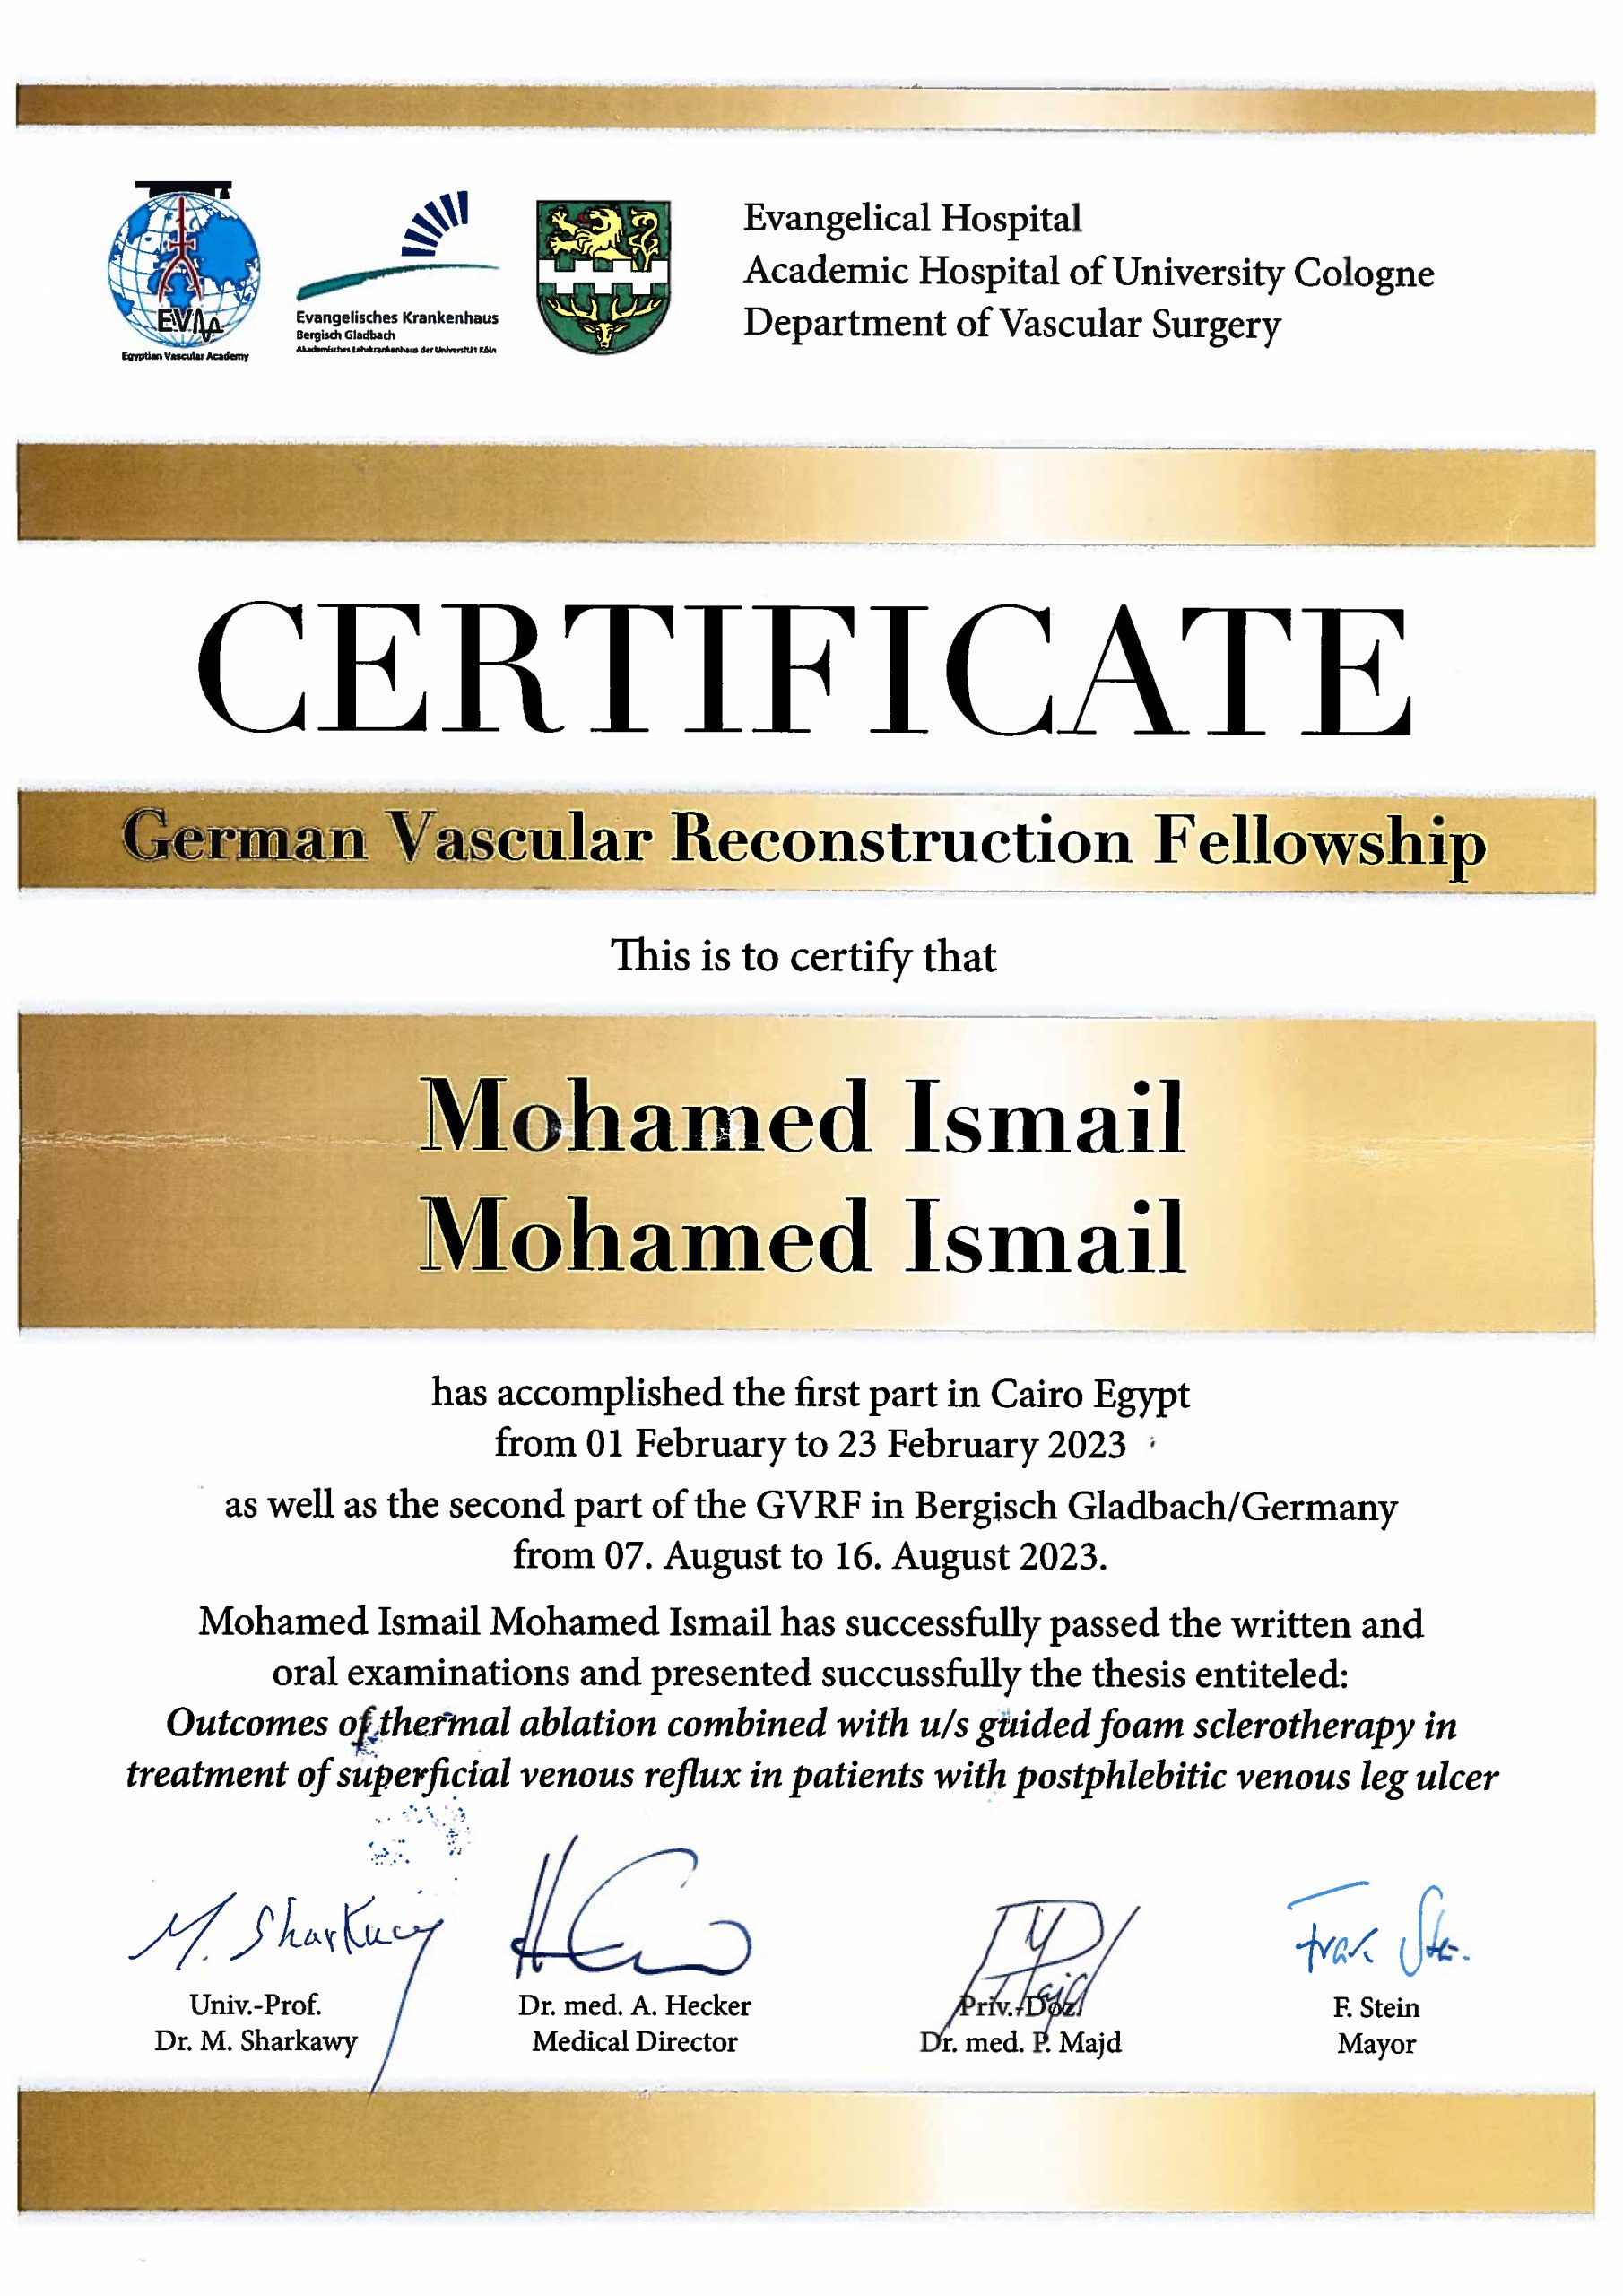 EVA
Egyptian Vascular Academy
Evangelisches Krankenhaus
Bergisch Gladbach
Akademisches Lehrkrankenhaus der Universität Köln
Evangelical Hospital
Academic Hospital of University Cologne
Department of Vascular Surgery
CERTIFICATE
German Vascular Reconstruction Fellowship
This is to certify that
Mohamed Ismail
Mohamed Ismail
has accomplished the first part in Cairo Egypt
from 01 February to 23 February 2023
as well as the second part of the GVRF in Bergisch Gladbach/Germany
from 07. August to 16. August 2023.
Mohamed Ismail Mohamed Ismail has successfully passed the written and
oral examinations and presented succussfully the thesis entiteled:
Outcomes of thermal ablation combined with u/s guided foam sclerotherapy in
treatment of superficial venous reflux in patients with postphlebitic venous leg ulcer
M. Sharkawy
Majd
Frank Stein
Univ.-Prof.
Dr. M. Sharkawy
Dr. med. A. Hecker
Medical Director
Priv.-Doz.
Dr. med. P. Majd
F. Stein
Mayor